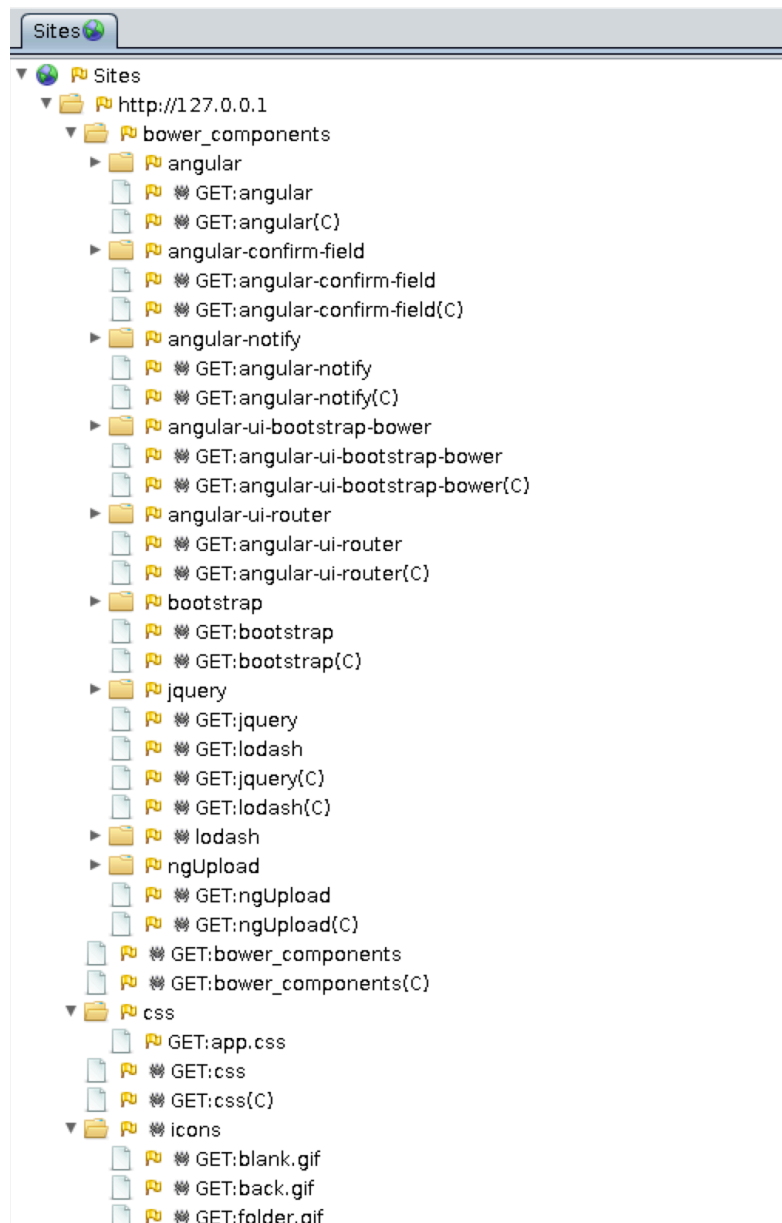 Sites
Sites
http://127.0.0.1
bower_components
angular
GET:angular
GET:angular(C)
angular-confirm-field
GET:angular-confirm-field
GET:angular-confirm-field(C)
angular-notify
GET:angular-notify
GET:angular-notify(C)
angular-ui-bootstrap-bower
GET:angular-ui-bootstrap-bower
GET:angular-ui-bootstrap-bower(C)
angular-ui-router
GET:angular-ui-router
GET:angular-ui-router(C)
bootstrap
GET:bootstrap
GET:bootstrap(C)
jquery
GET:jquery
GET:lodash
GET:jquery(C)
GET:lodash(C)
lodash
ngUpload
GET:ngUpload
GET:ngUpload(C)
GET:bower_components
GET:bower_components(C)
css
GET:app.css
GET:css
GET:css(C)
icons
GET:blank.gif
GET:back.gif
GET:folder.gif